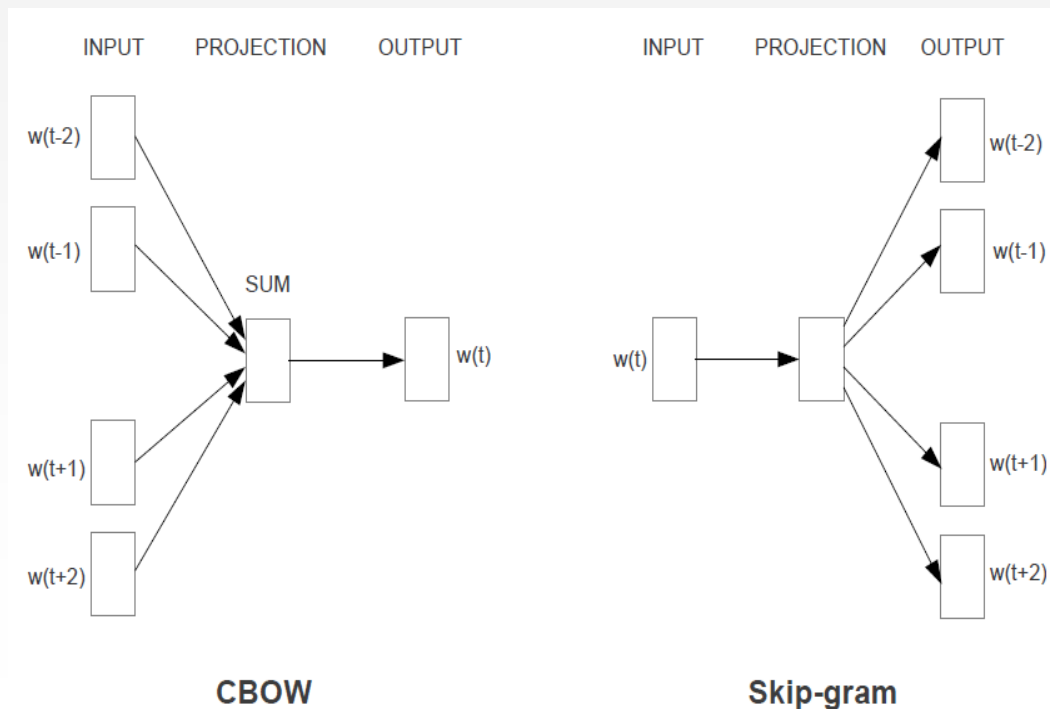 INPUT PROJECTION OUTPUT
w(t-2)
w(t-1)
SUM
w(t)
w(t+1)
w(t+2)
CBOW
INPUT PROJECTION OUTPUT
w(t-2)
w(t-1)
w(t)
w(t+1)
w(t+2)
Skip-gram